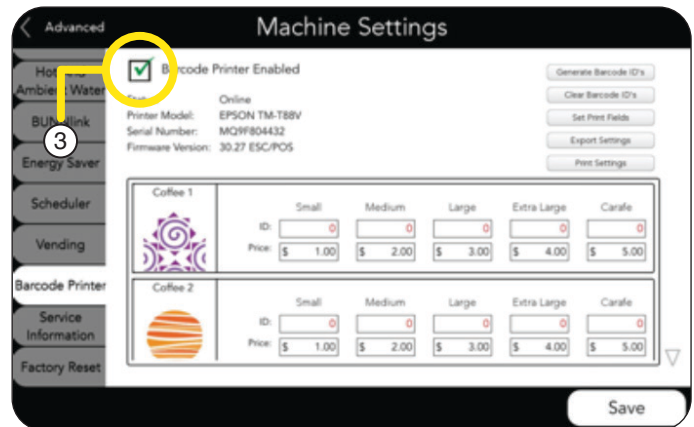 Advanced
Machine Settings
Hot and
Ambient Water
BUNNlink
3
Energy Saver
Scheduler
Vending
Barcode Printer
Service
Information
Factory Reset
Barcode Printer Enabled
Online
Printer Model: EPSON TM-T88V
Serial Number: MQ9F804432
Firmware Version: 30.27 ESC/POS
Generate Barcode ID's
Clear Barcode ID's
Set Print Fields
Export Settings
Print Settings
Coffee 1
Small Medium Large Extra Large Carafe
ID: 0 0 0 0 0
Price: $ 1.00 $ 2.00 $ 3.00 $ 4.00 $ 5.00
Coffee 2
Small Medium Large Extra Large Carafe
ID: 0 0 0 0 0
Price: $ 1.00 $ 2.00 $ 3.00 $ 4.00 $ 5.00
Save